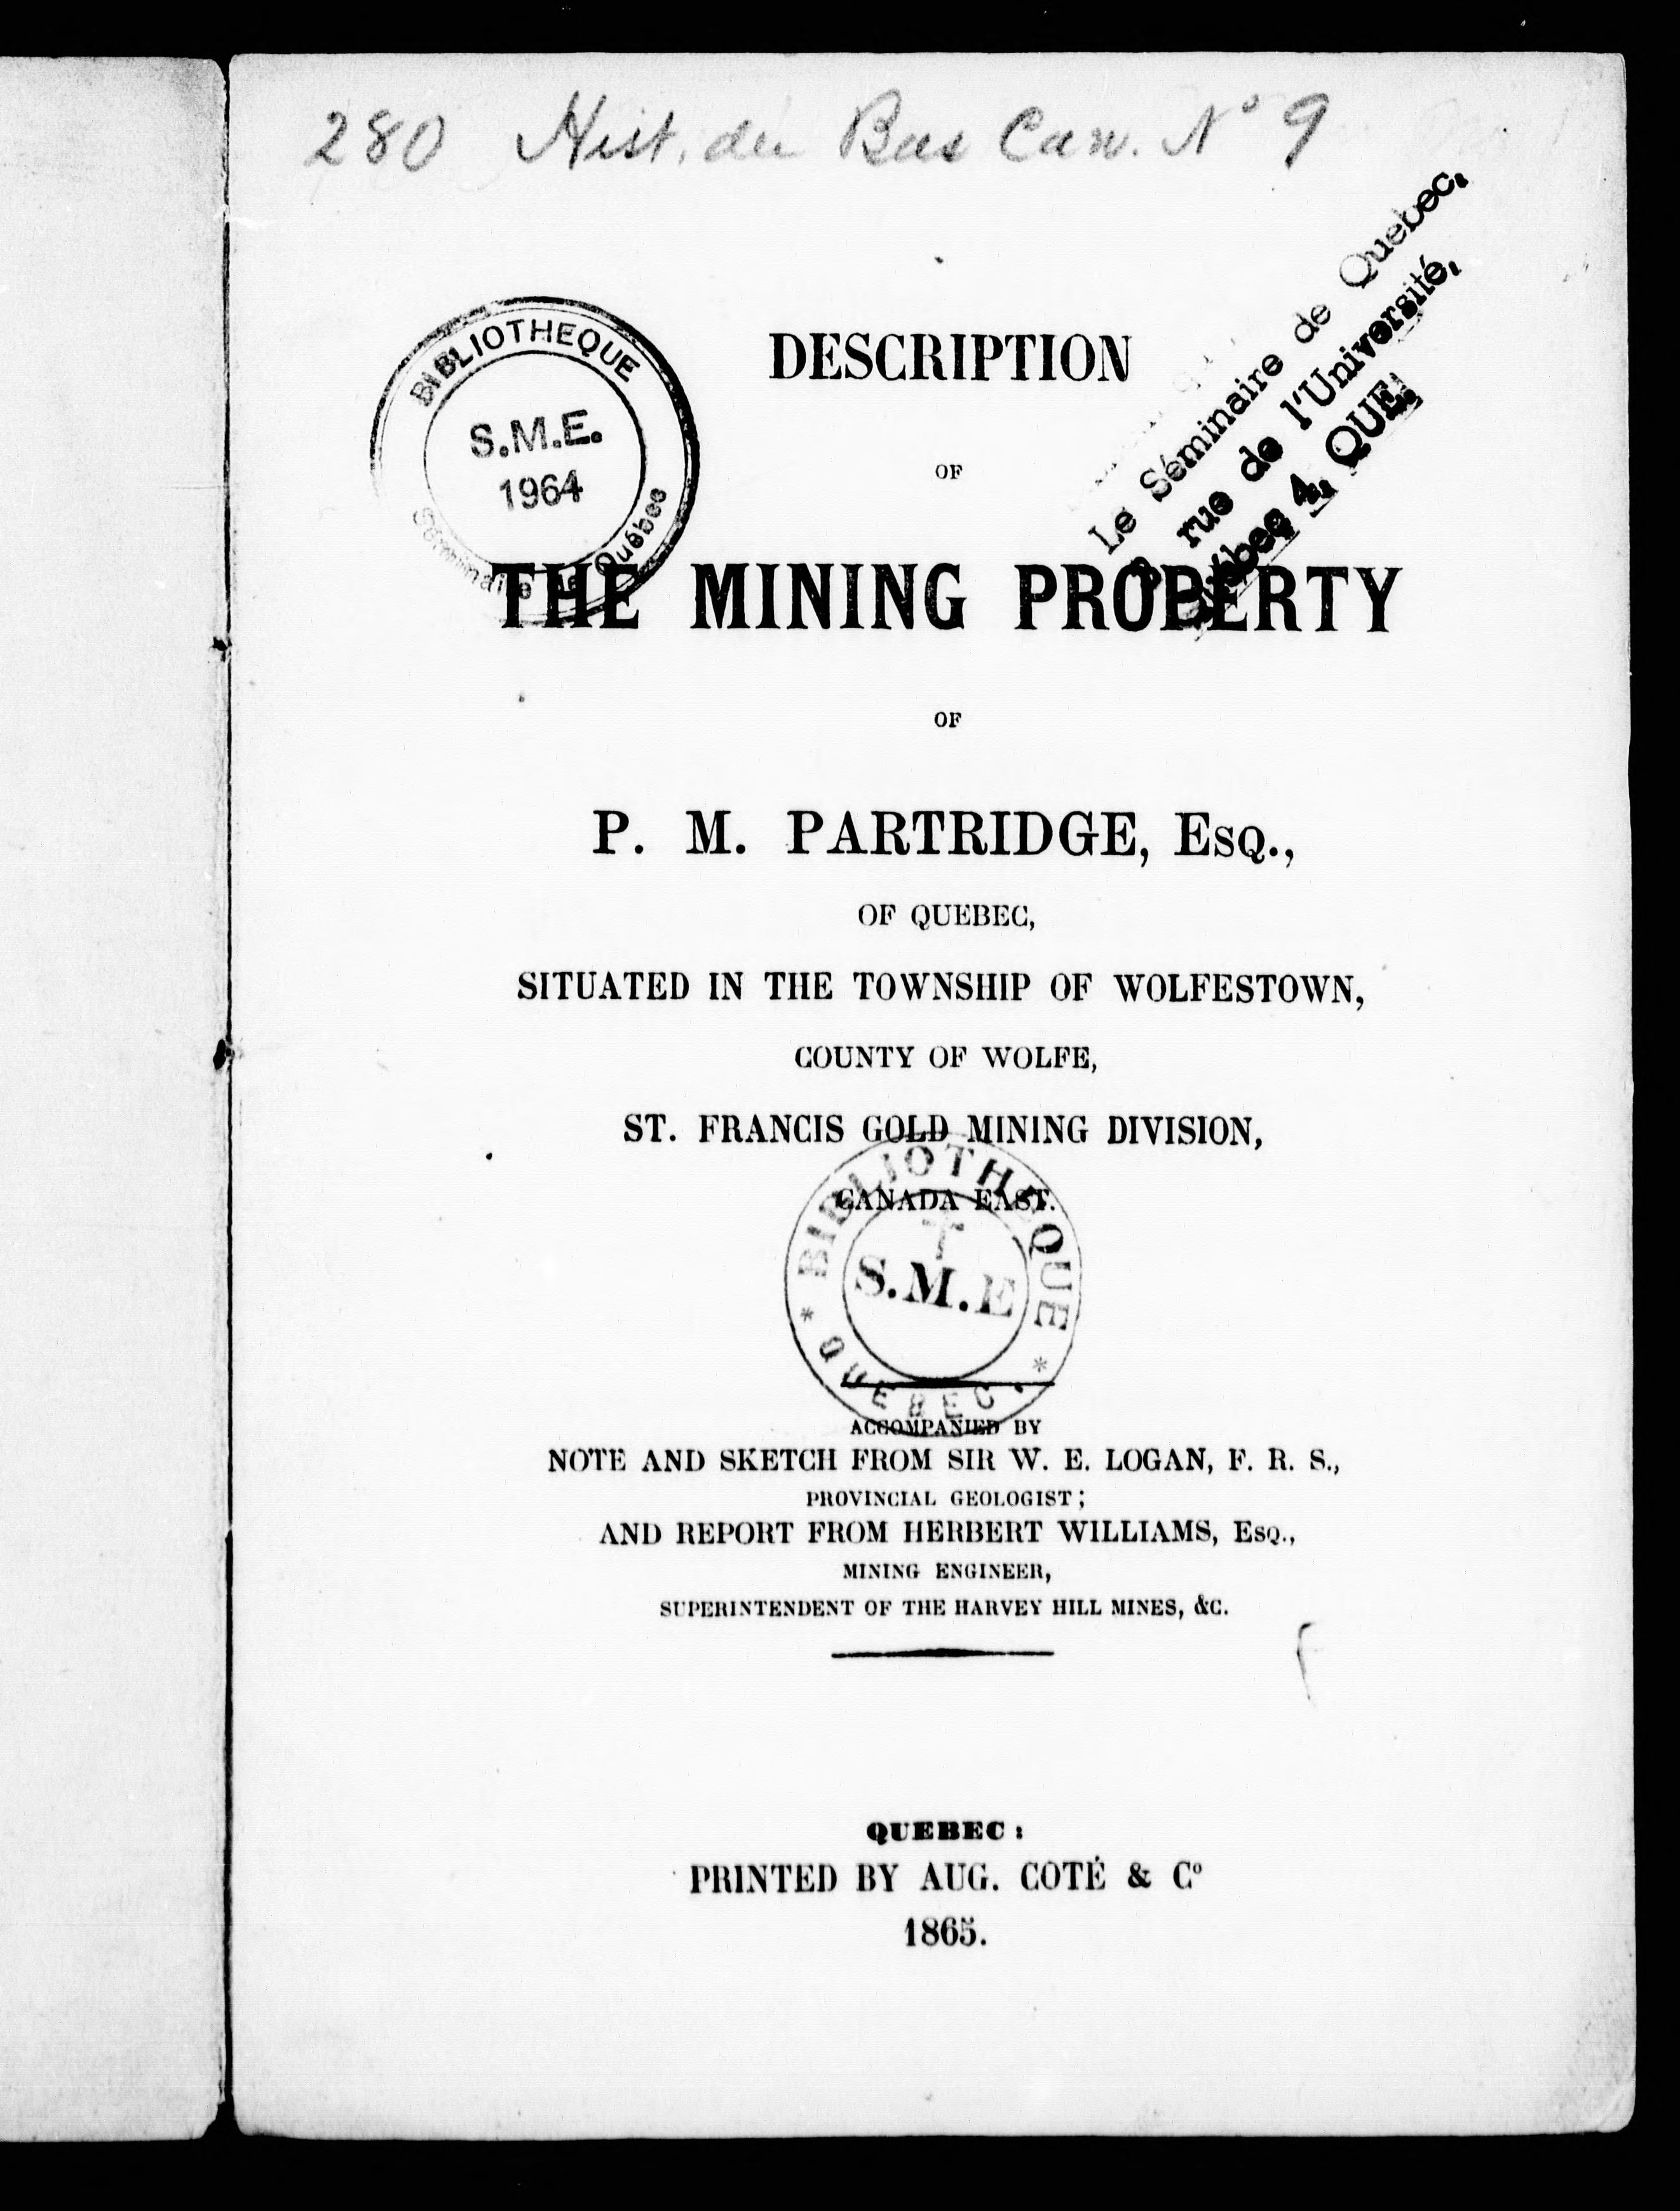 280 Hist. du Bas Can. N° 9
Le Séminaire de Quebec,
rue de l'Université,
Québec 4, QUE.
BIBLIOTHEQUE
S.M.E.
1964
Séminaire de Québec
DESCRIPTION
OF
THE MINING PROPERTY
OF
P. M. PARTRIDGE, ESQ.,
OF QUEBEC,
SITUATED IN THE TOWNSHIP OF WOLFESTOWN,
COUNTY OF WOLFE,
ST. FRANCIS GOLD MINING DIVISION,
CANADA EAST.
* BIBLIOTHEQUE *
S.M.E
QUEBEC.
ACCOMPANIED BY
NOTE AND SKETCH FROM SIR W. E. LOGAN, F. R. S.,
PROVINCIAL GEOLOGIST;
AND REPORT FROM HERBERT WILLIAMS, ESQ.,
MINING ENGINEER,
SUPERINTENDENT OF THE HARVEY HILL MINES, &C.
QUEBEC:
PRINTED BY AUG. COTÉ & Cº
1865.